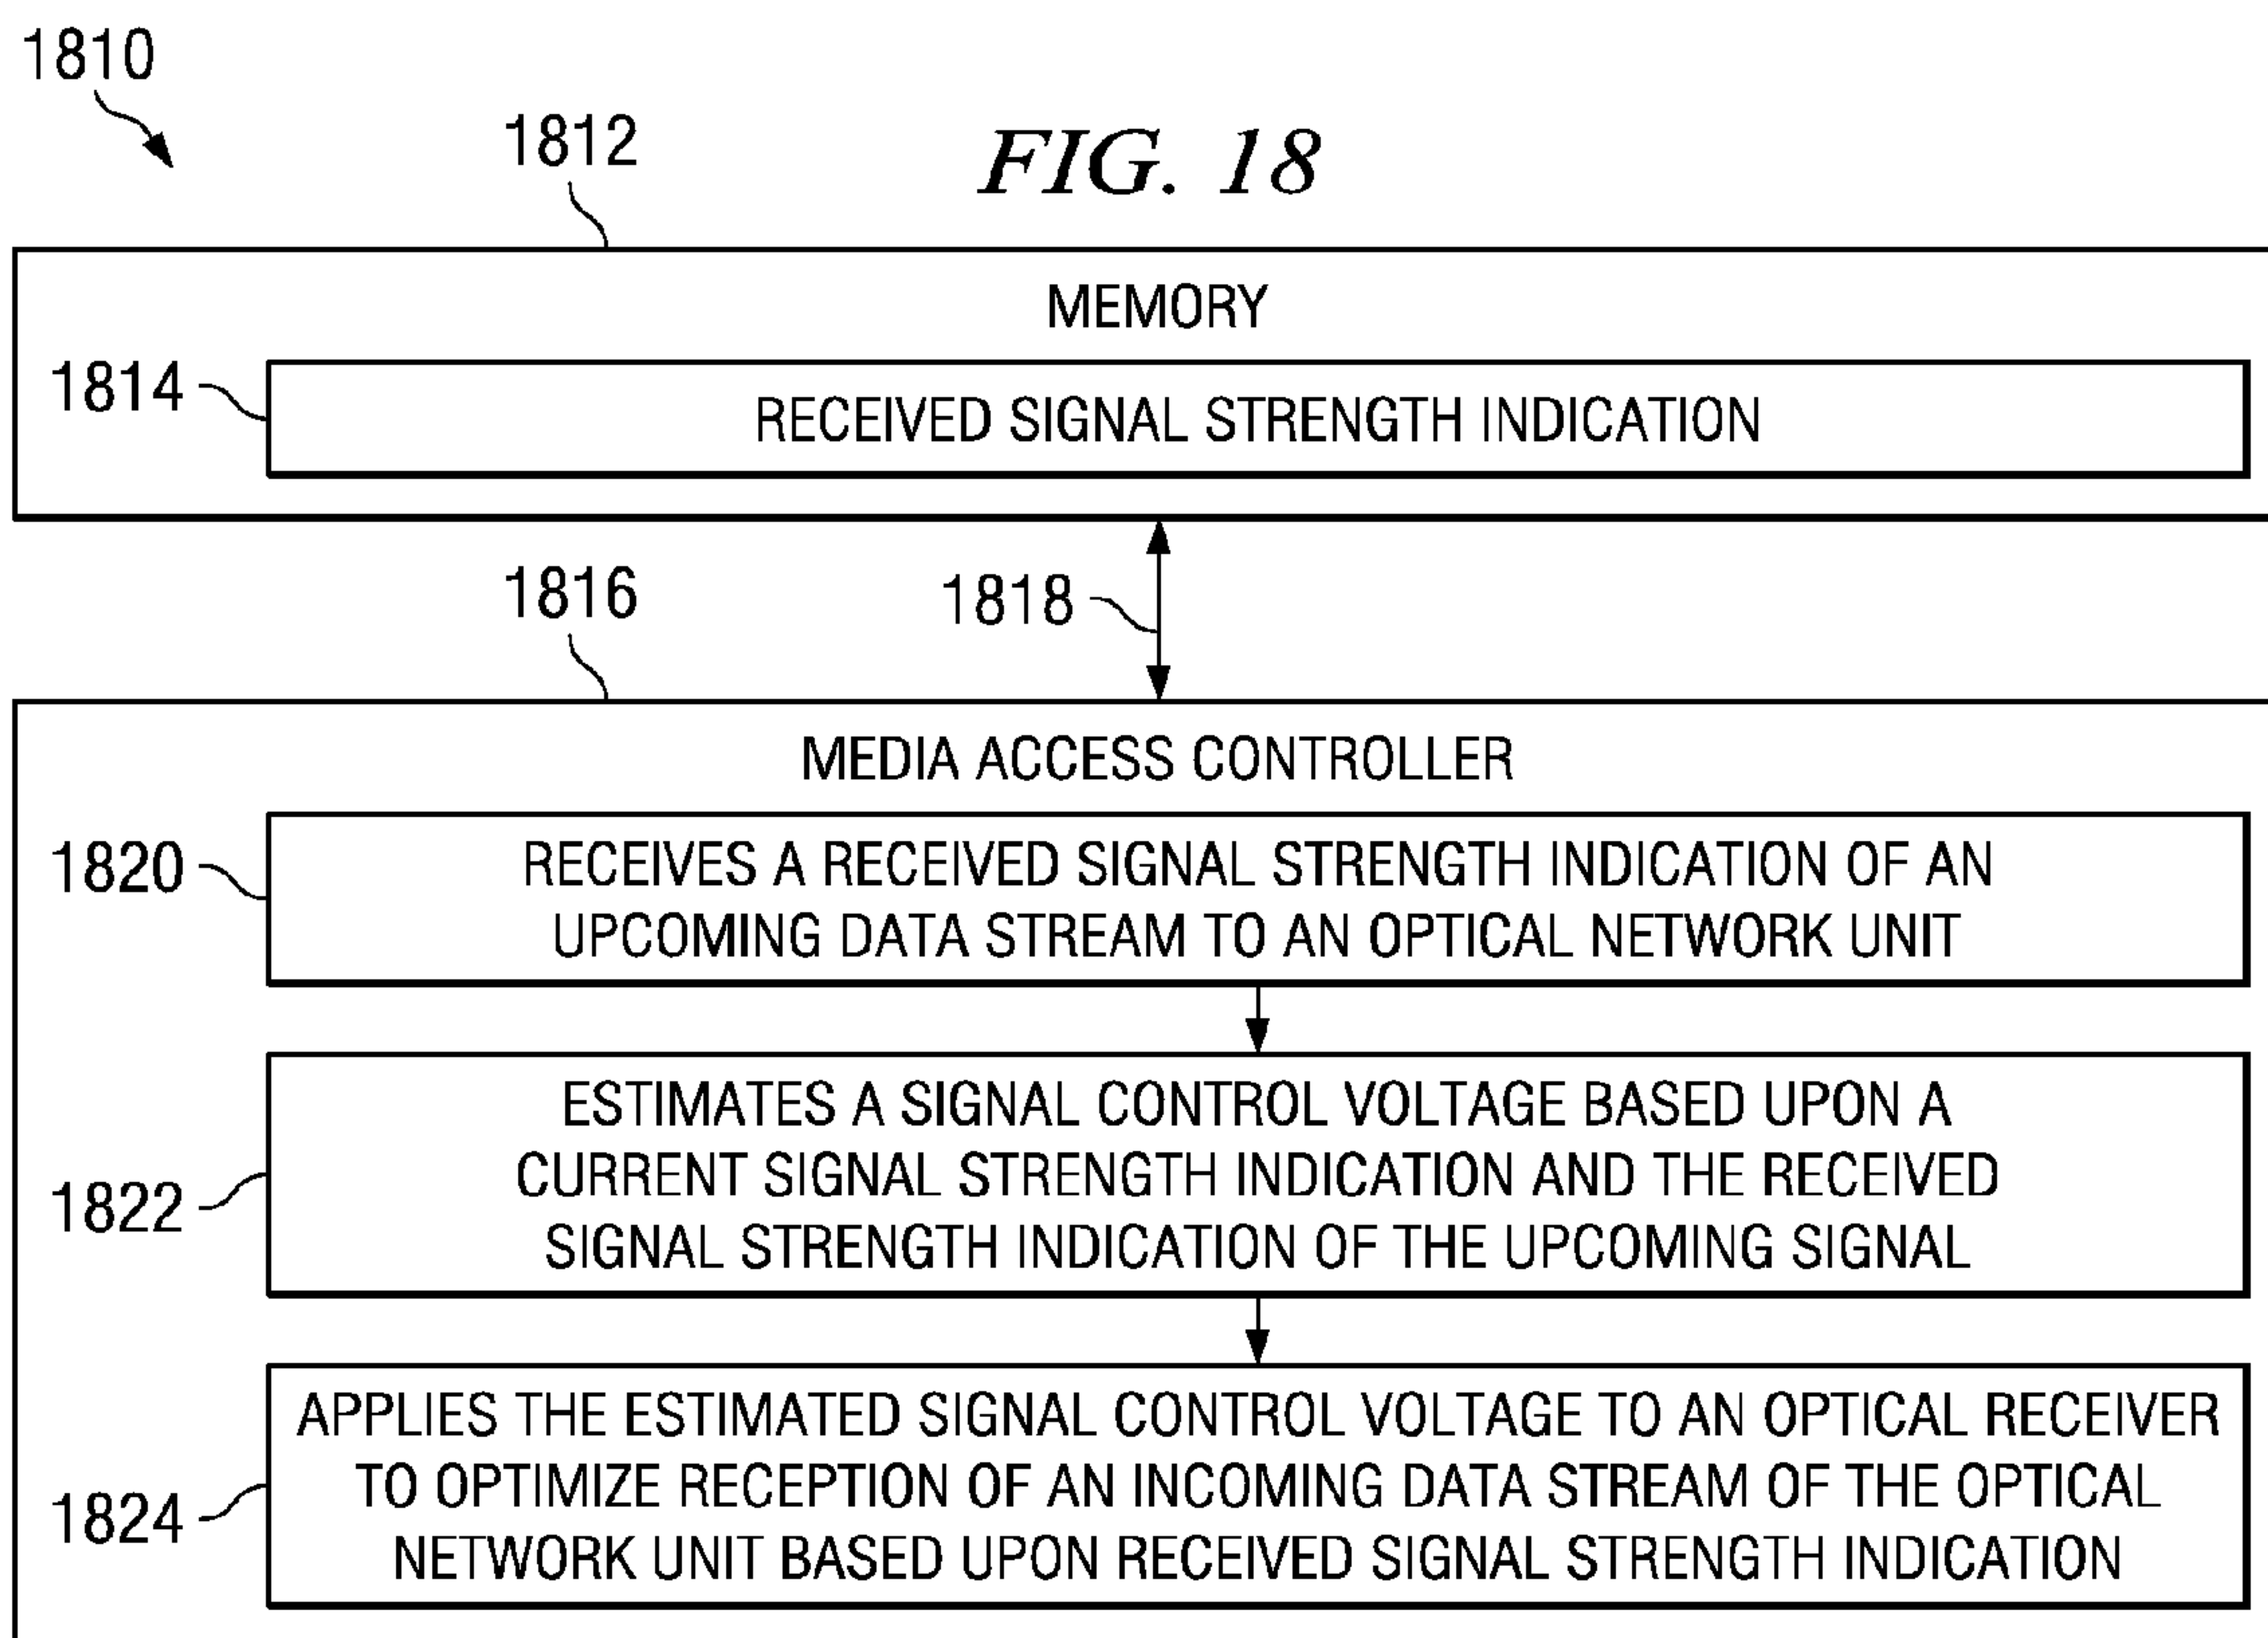 1810
1812
FIG. 18
MEMORY
1814
RECEIVED SIGNAL STRENGTH INDICATION
1816
1818
MEDIA ACCESS CONTROLLER
1820
RECEIVES A RECEIVED SIGNAL STRENGTH INDICATION OF AN
UPCOMING DATA STREAM TO AN OPTICAL NETWORK UNIT
1822
ESTIMATES A SIGNAL CONTROL VOLTAGE BASED UPON A
CURRENT SIGNAL STRENGTH INDICATION AND THE RECEIVED
SIGNAL STRENGTH INDICATION OF THE UPCOMING SIGNAL
1824
APPLIES THE ESTIMATED SIGNAL CONTROL VOLTAGE TO AN OPTICAL RECEIVER
TO OPTIMIZE RECEPTION OF AN INCOMING DATA STREAM OF THE OPTICAL
NETWORK UNIT BASED UPON RECEIVED SIGNAL STRENGTH INDICATION